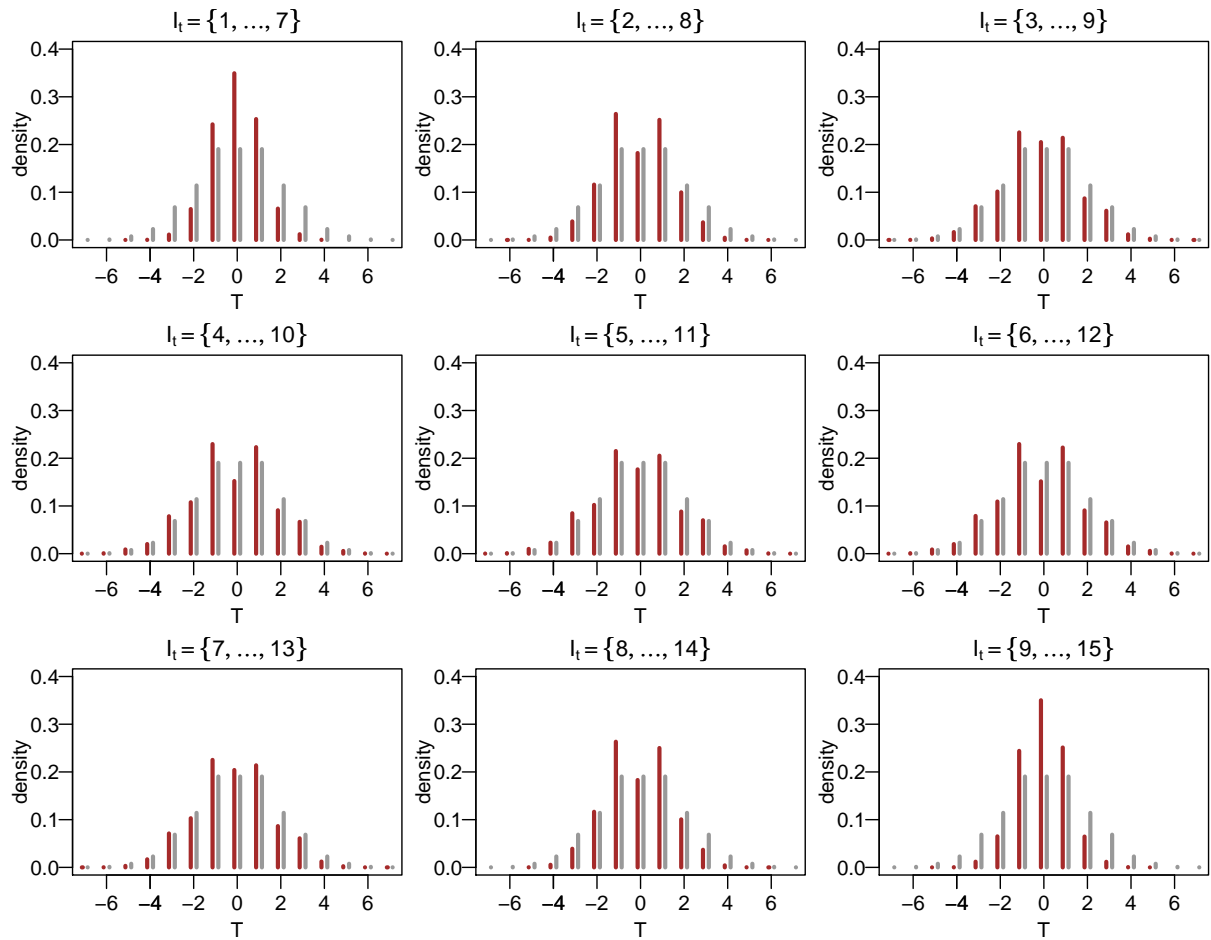 I_t = {1, …, 7}
density
0.4
0.3
0.2
0.1
0.0
−6 −4 −2 0 2 4 6
T
I_t = {2, …, 8}
density
0.4
0.3
0.2
0.1
0.0
−6 −4 −2 0 2 4 6
T
I_t = {3, …, 9}
density
0.4
0.3
0.2
0.1
0.0
−6 −4 −2 0 2 4 6
T
I_t = {4, …, 10}
density
0.4
0.3
0.2
0.1
0.0
−6 −4 −2 0 2 4 6
T
I_t = {5, …, 11}
density
0.4
0.3
0.2
0.1
0.0
−6 −4 −2 0 2 4 6
T
I_t = {6, …, 12}
density
0.4
0.3
0.2
0.1
0.0
−6 −4 −2 0 2 4 6
T
I_t = {7, …, 13}
density
0.4
0.3
0.2
0.1
0.0
−6 −4 −2 0 2 4 6
T
I_t = {8, …, 14}
density
0.4
0.3
0.2
0.1
0.0
−6 −4 −2 0 2 4 6
T
I_t = {9, …, 15}
density
0.4
0.3
0.2
0.1
0.0
−6 −4 −2 0 2 4 6
T